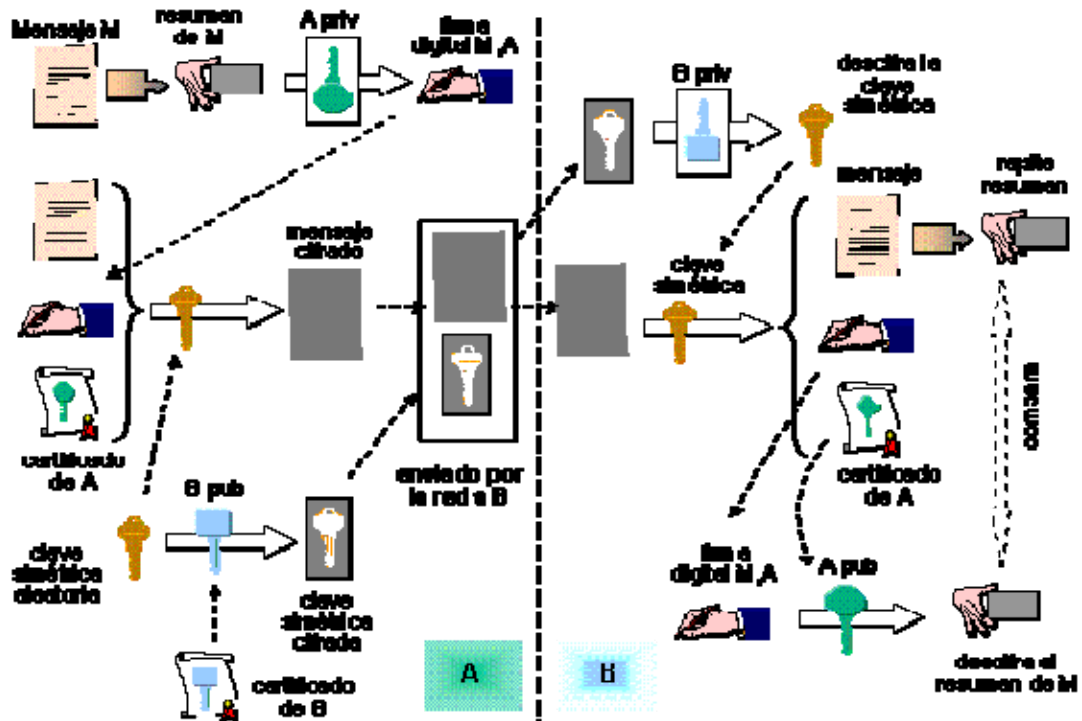 Mensaje M
resumen
de M
A priv
firma
digital M,A
B priv
descifra la
clave
simétrica
mensaje
repite
resumen
mensaje
cifrado
clave
simétrica
compara
certificado
de A
enviado por
la red a B
certificado
de A
B pub
clave
simétrica
aleatoria
clave
simétrica
cifrada
firma
digital M,A
A pub
certificado
de B
A
B
descifra el
resumen de M